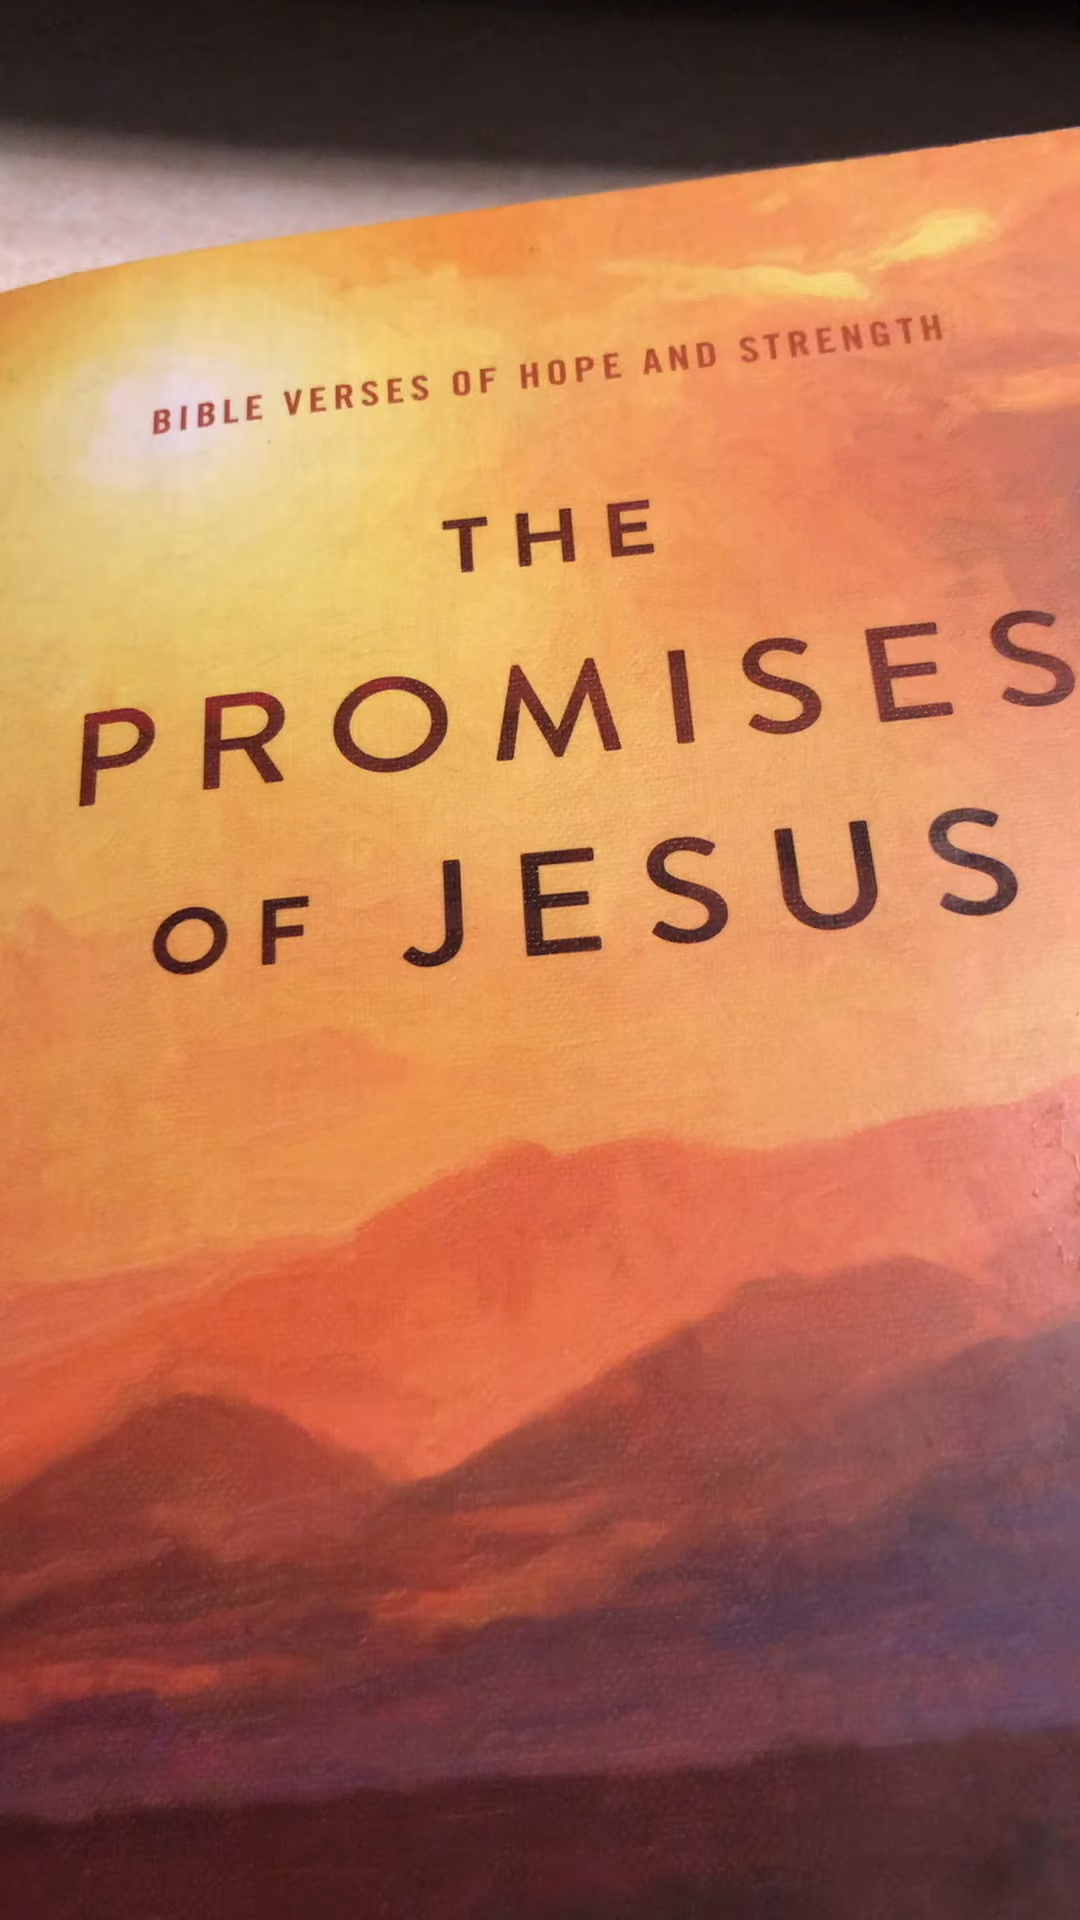 BIBLE VERSES OF HOPE AND STRENGTH
THE
PROMISES
OF JESUS